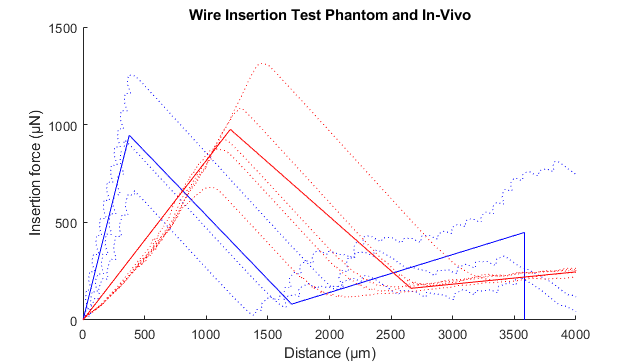 Wire Insertion Test Phantom and In-Vivo
Insertion force (µN)
1500
1000
500
0
0 500 1000 1500 2000 2500 3000 3500 4000
Distance (µm)